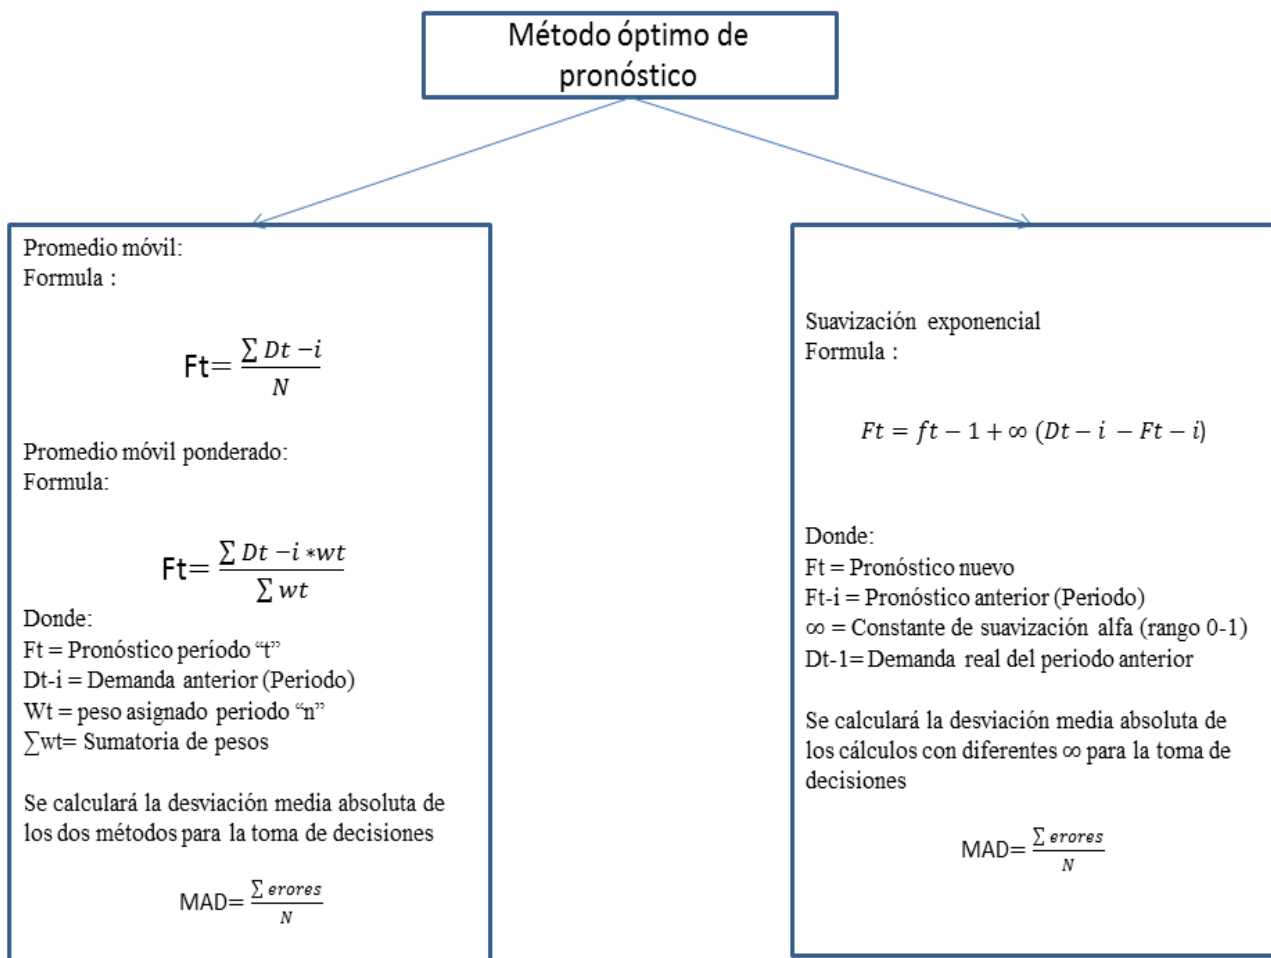 Método óptimo de
pronóstico
Promedio móvil:
Formula :
Ft= ∑ Dt −i / N
Promedio móvil ponderado:
Formula:
Ft= ∑ Dt −i ∗wt / ∑ wt
Donde:
Ft = Pronóstico período “t”
Dt-i = Demanda anterior (Periodo)
Wt = peso asignado periodo “n”
∑wt= Sumatoria de pesos
Se calculará la desviación media absoluta de
los dos métodos para la toma de decisiones
MAD= ∑ erores / N
Suavización exponencial
Formula :
Ft = ft − 1 + ∞ (Dt − i − Ft − i)
Donde:
Ft = Pronóstico nuevo
Ft-i = Pronóstico anterior (Periodo)
∞ = Constante de suavización alfa (rango 0-1)
Dt-1= Demanda real del periodo anterior
Se calculará la desviación media absoluta de
los cálculos con diferentes ∞ para la toma de
decisiones
MAD= ∑ erores / N